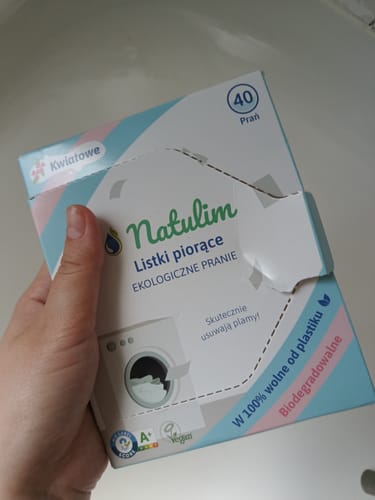 40
Prań
Kwiatowe
Natulim
Listki piorące
EKOLOGICZNE PRANIE
Skutecznie
usuwają plamy!
W 100% wolne od plastiku
Biodegradowalne
A+
Vegan